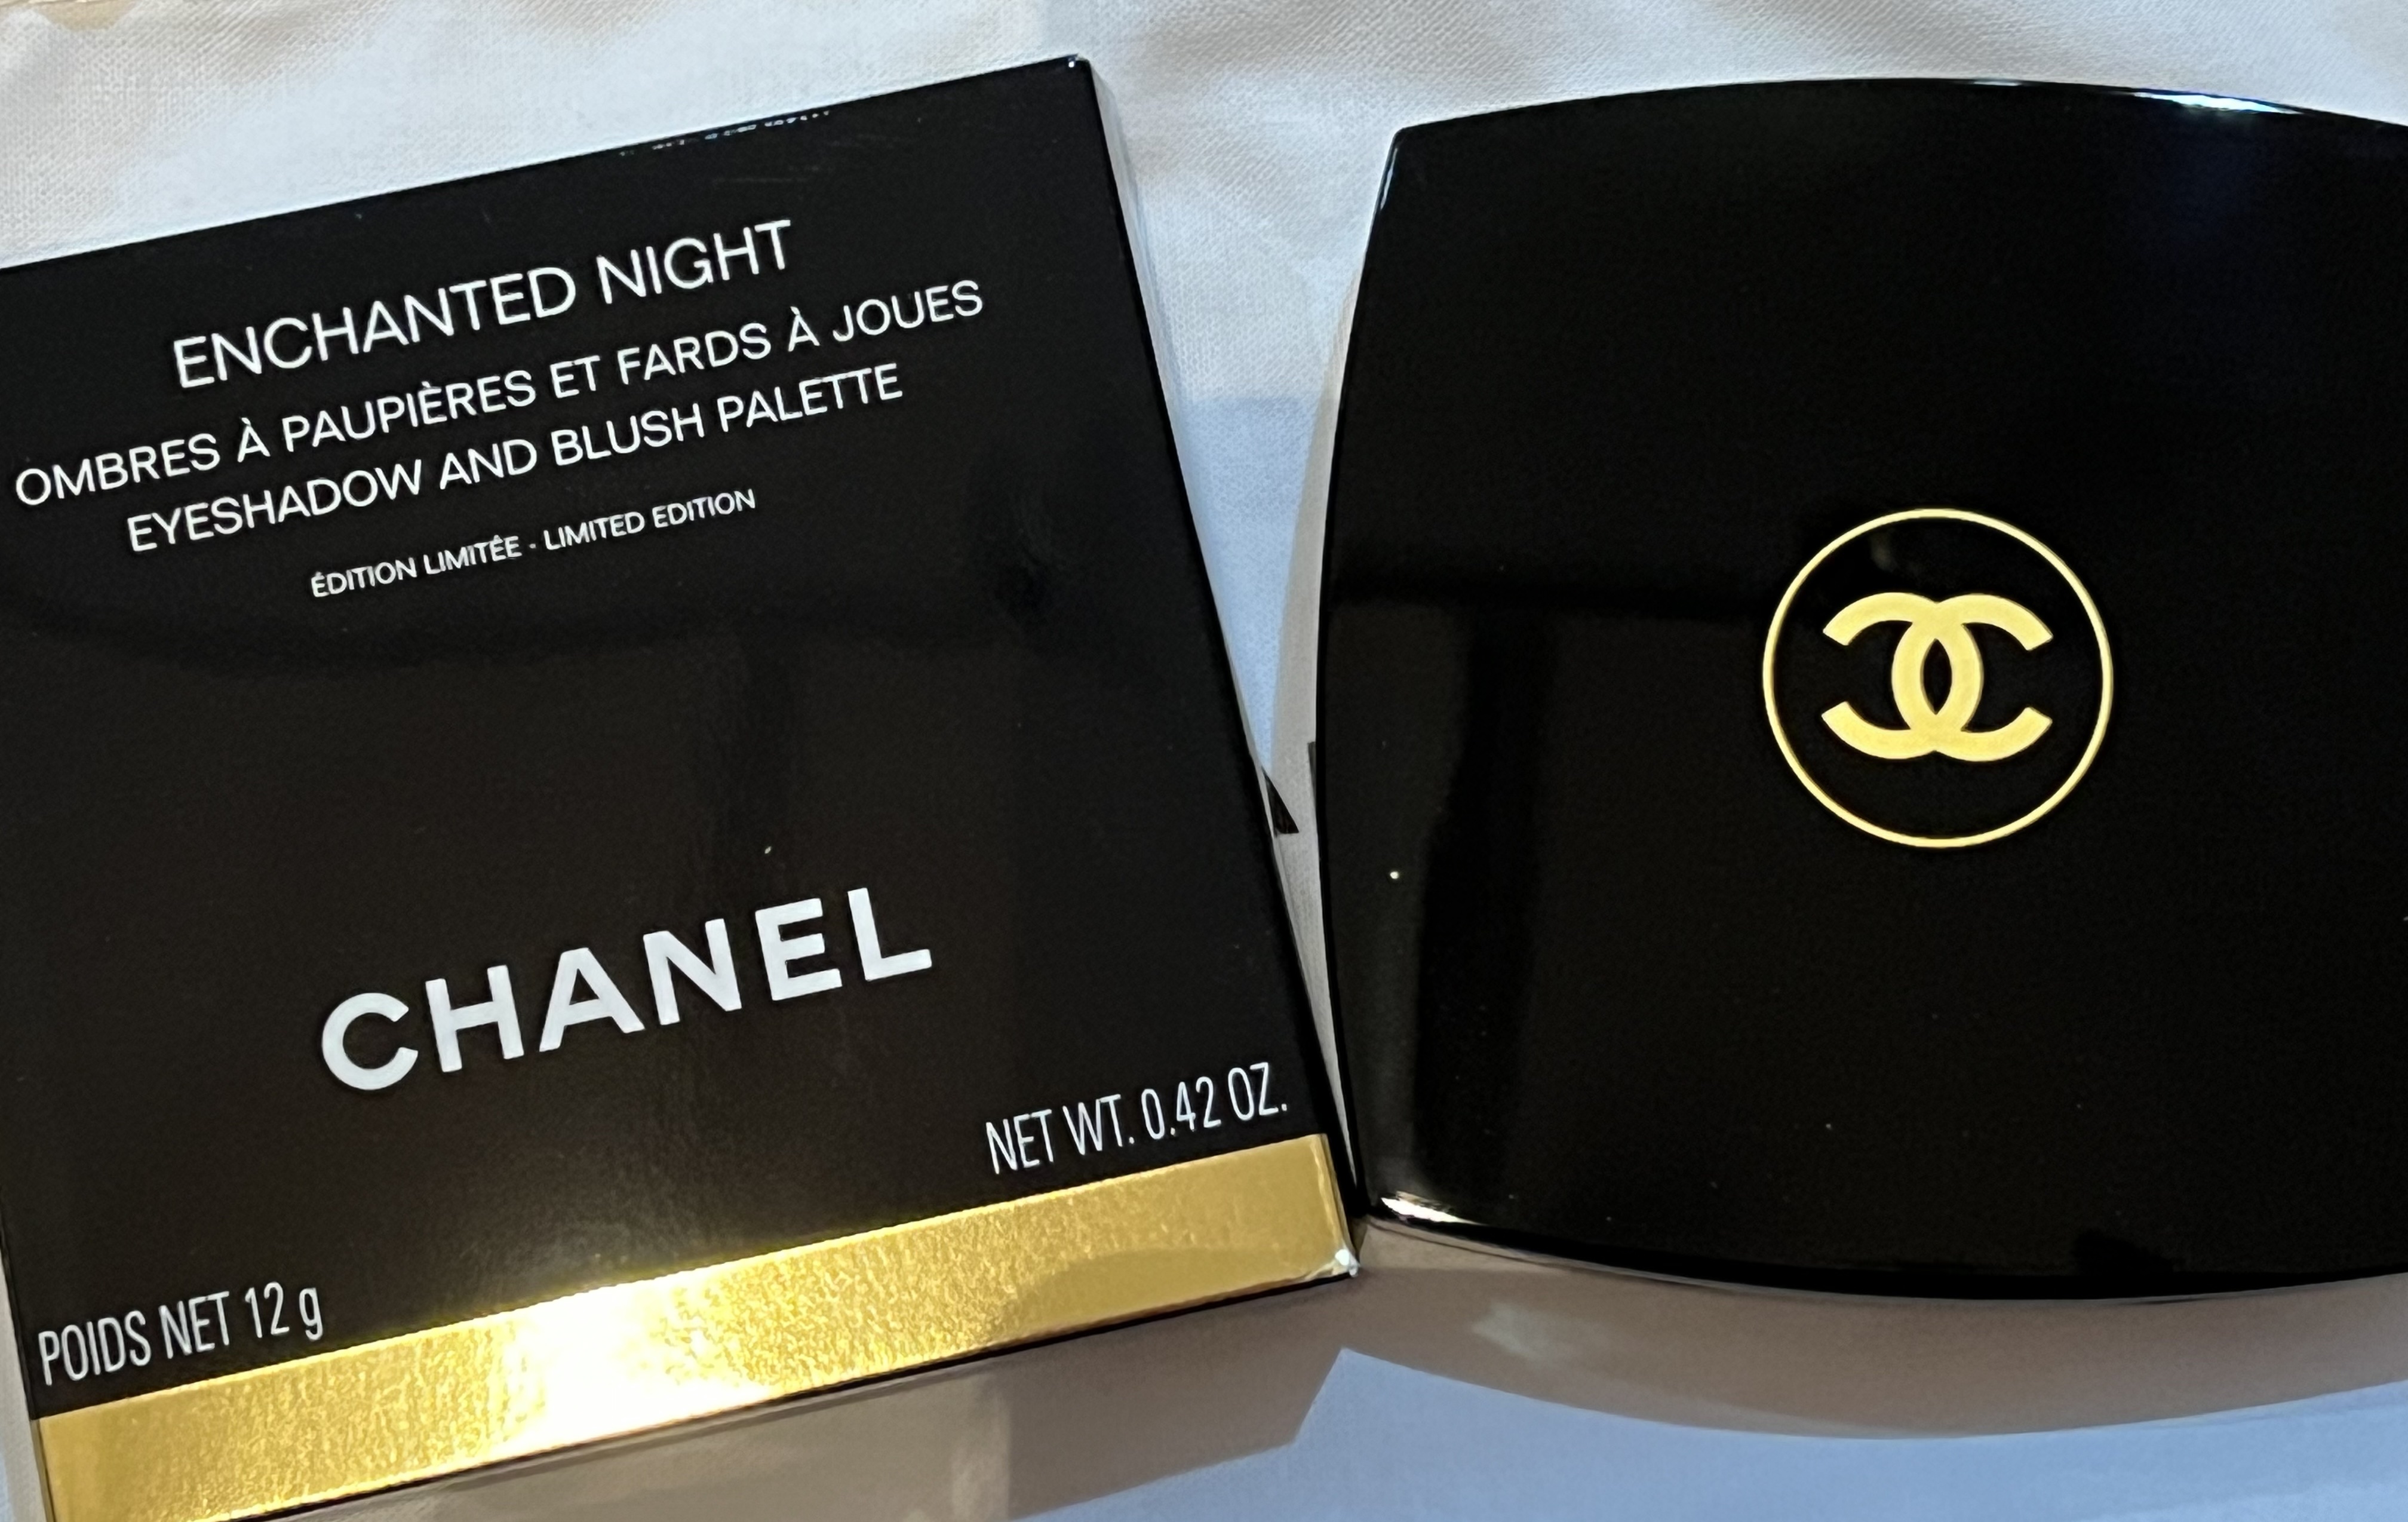 ENCHANTED NIGHT
OMBRES À PAUPIÈRES ET FARDS À JOUES
EYESHADOW AND BLUSH PALETTE
ÉDITION LIMITÉE - LIMITED EDITION
CHANEL
NET WT. 0.42 OZ.
POIDS NET 12 g